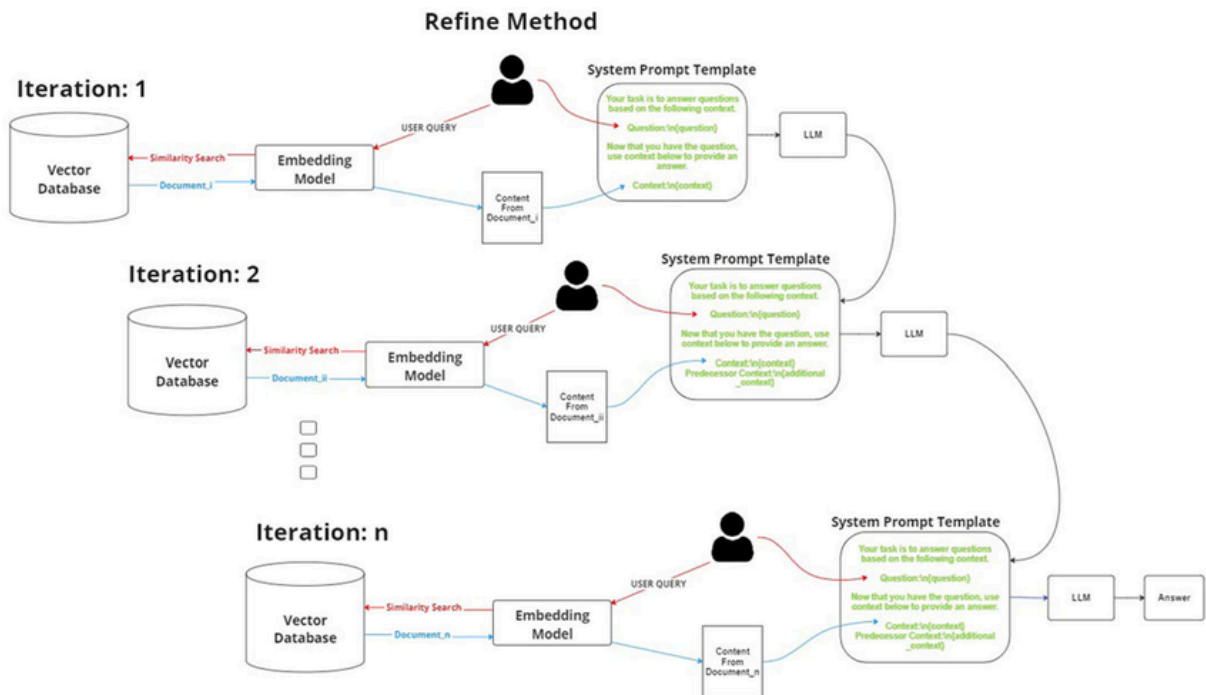 Refine Method
Iteration: 1
System Prompt Template
Your task is to answer questions
based on the following context.
USER QUERY
Question:\n{question}
LLM
Similarity Search
Embedding
Model
Now that you have the question,
use context below to provide an
answer.
Vector
Database
Document_i
Context:\n{context}
Content
From
Document_i
Iteration: 2
System Prompt Template
Your task is to answer questions
based on the following context.
USER QUERY
Question:\n{question}
LLM
Similarity Search
Embedding
Model
Now that you have the question, use
context below to provide an answer.
Vector
Database
Document_ii
Context:\n{context}
Predecessor Context:\n{additional
_context}
Content
From
Document_ii
Iteration: n
System Prompt Template
Your task is to answer questions
based on the following context.
USER QUERY
Question:\n{question}
LLM
Answer
Similarity Search
Embedding
Model
Now that you have the question, use
context below to provide an answer.
Vector
Database
Document_n
Context:\n{context}
Predecessor Context:\n{additional
_context}
Content
From
Document_n